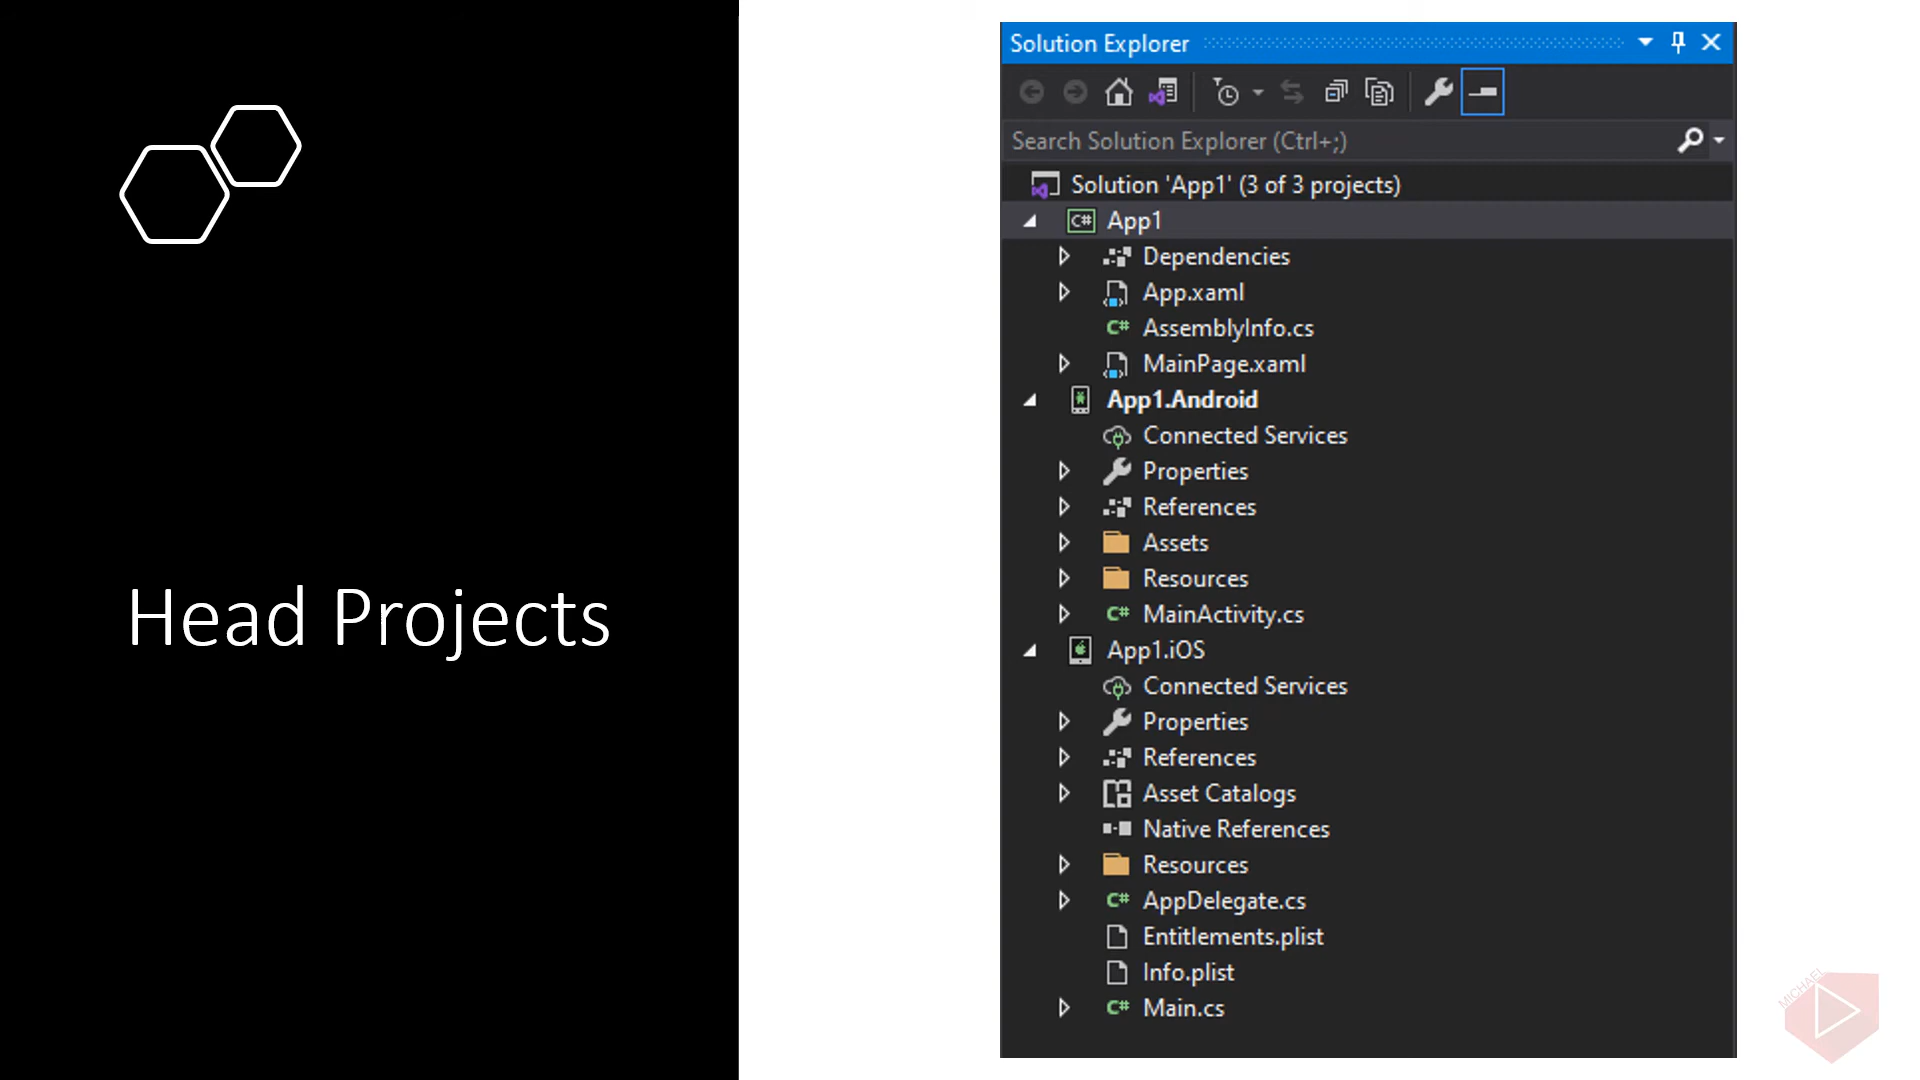 Head Projects
Solution Explorer
Search Solution Explorer (Ctrl+;)
Solution 'App1' (3 of 3 projects)
C# App1
Dependencies
App.xaml
C# AssemblyInfo.cs
MainPage.xaml
App1.Android
Connected Services
Properties
References
Assets
Resources
C# MainActivity.cs
App1.iOS
Connected Services
Properties
References
Asset Catalogs
Native References
Resources
C# AppDelegate.cs
Entitlements.plist
Info.plist
C# Main.cs
MICHAEL